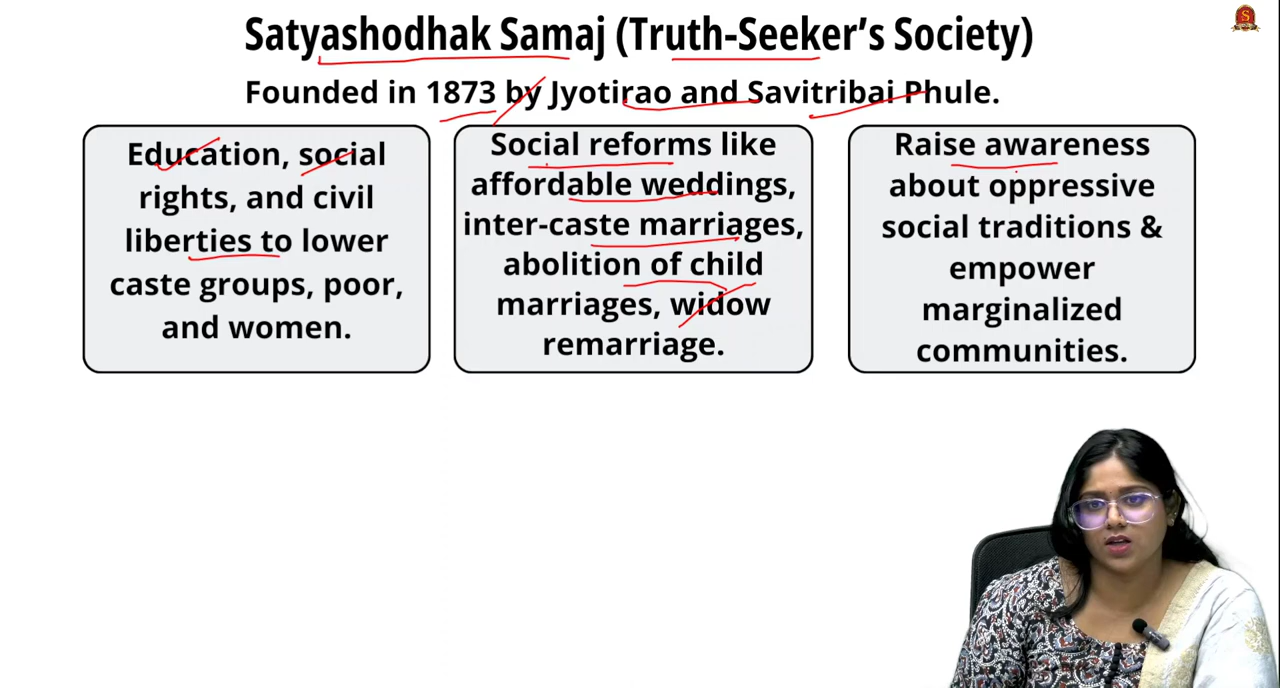 Satyashodhak Samaj (Truth-Seeker's Society)
Founded in 1873 by Jyotirao and Savitribai Phule.
Education, social
rights, and civil
liberties to lower
caste groups, poor,
and women.
Social reforms like
affordable weddings,
inter-caste marriages,
abolition of child
marriages, widow
remarriage.
Raise awareness
about oppressive
social traditions &
empower
marginalized
communities.
S